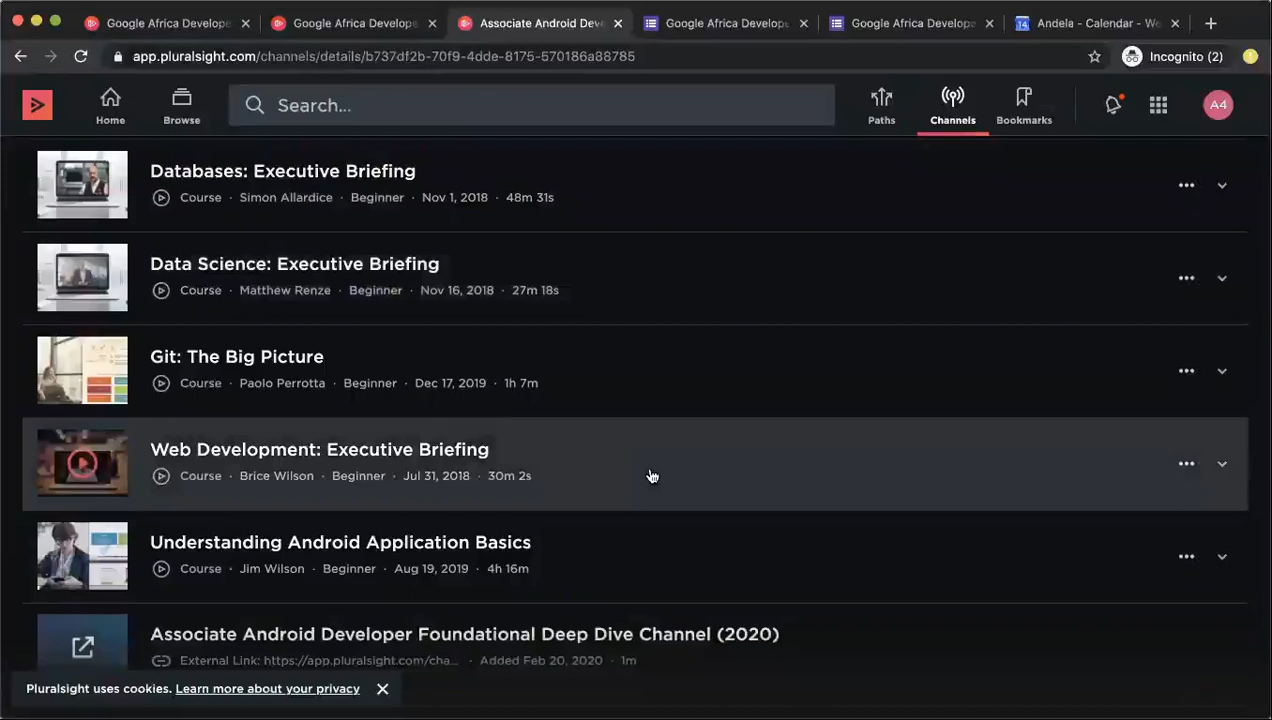 Google Africa Develope
Google Africa Develope
Associate Android Deve
Google Africa Develope
Google Africa Develope
Andela - Calendar - We
app.pluralsight.com/channels/details/b737df2b-70f9-4dde-8175-570186a88785
Incognito (2)
Home
Browse
Search...
Paths
Channels
Bookmarks
A4
Databases: Executive Briefing
Course · Simon Allardice · Beginner · Nov 1, 2018 · 48m 31s
Data Science: Executive Briefing
Course · Matthew Renze · Beginner · Nov 16, 2018 · 27m 18s
Git: The Big Picture
Course · Paolo Perrotta · Beginner · Dec 17, 2019 · 1h 7m
Web Development: Executive Briefing
Course · Brice Wilson · Beginner · Jul 31, 2018 · 30m 2s
Understanding Android Application Basics
Course · Jim Wilson · Beginner · Aug 19, 2019 · 4h 16m
Associate Android Developer Foundational Deep Dive Channel (2020)
External Link: https://app.pluralsight.com/cha... · Added Feb 20, 2020 · 1m
Pluralsight uses cookies. Learn more about your privacy